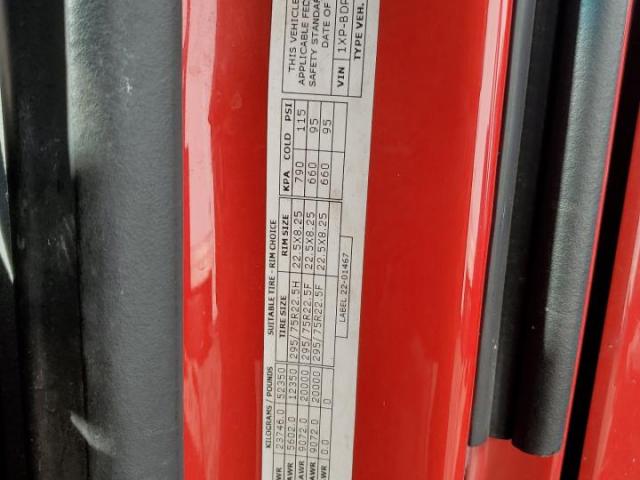 KILOGRAMS / POUNDS SUITABLE TIRE - RIM CHOICE
TIRE SIZE RIM SIZE KPA COLD PSI
WR 23746.0 52350
AWR 5602.0 12350 295/ 75R22.5H 22.5X8.25 790 115
AWR 9072.0 20000 295/ 75R22.5F 22.5X8.25 660 95
AWR 9072.0 20000 295/ 75R22.5F 22.5X8.25 660 95
AWR 0.0 0
LABEL 22-01467
THIS VEHICLE
APPLICABLE FED
SAFETY STANDAR
DATE OF
VIN 1XP-BDP
TYPE VEH.